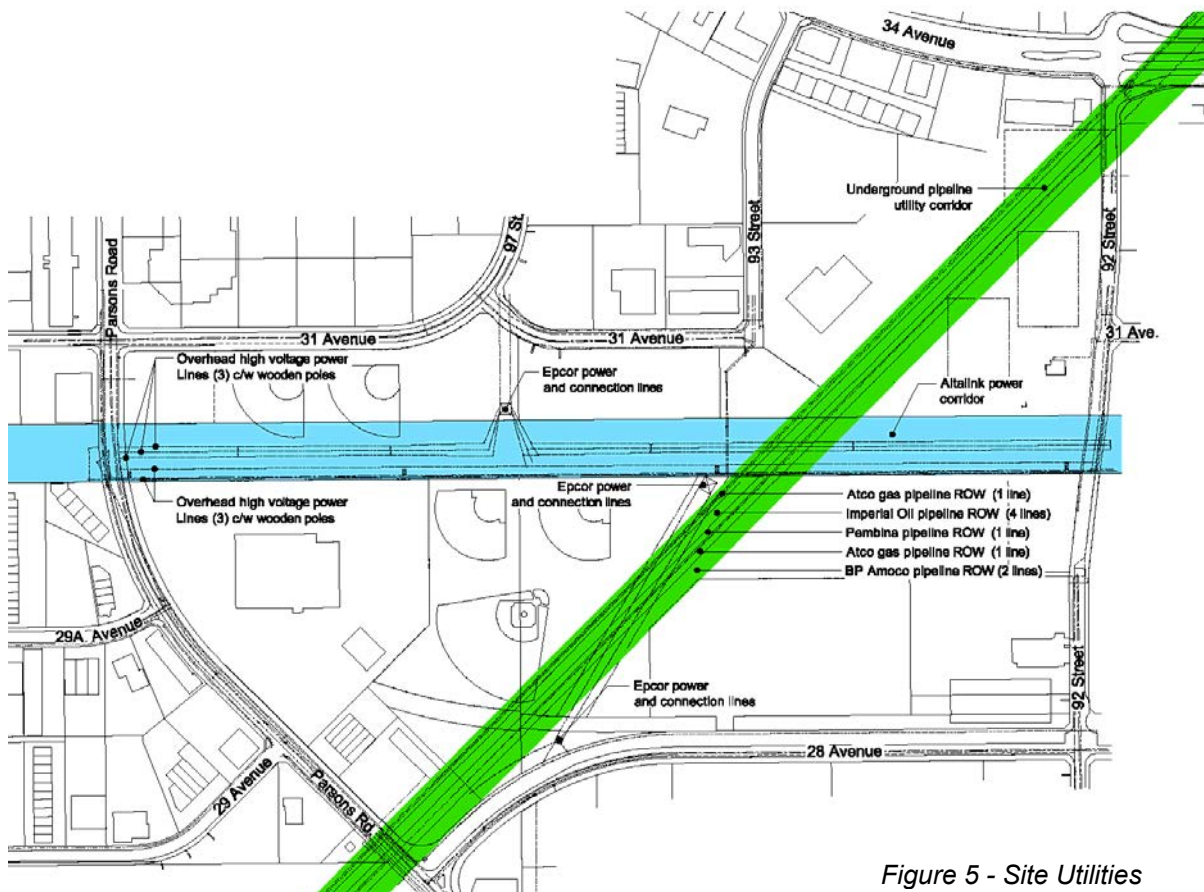 34 Avenue
Underground pipeline
utility corridor
93 Street
92 Street
97 St.
Parsons Road
31 Avenue
31 Avenue
31 Ave.
Overhead high voltage power
Lines (3) c/w wooden poles
Epcor power
and connection lines
Altalink power
corridor
Overhead high voltage power
Lines (3) c/w wooden poles
Epcor power
and connection lines
Atco gas pipeline ROW (1 line)
Imperial Oil pipeline ROW (4 lines)
Pembina pipeline ROW (1 line)
Atco gas pipeline ROW (1 line)
BP Amoco pipeline ROW (2 lines)
29A Avenue
Epcor power
and connection lines
92 Street
28 Avenue
29 Avenue
Parsons Rd.
Figure 5 - Site Utilities